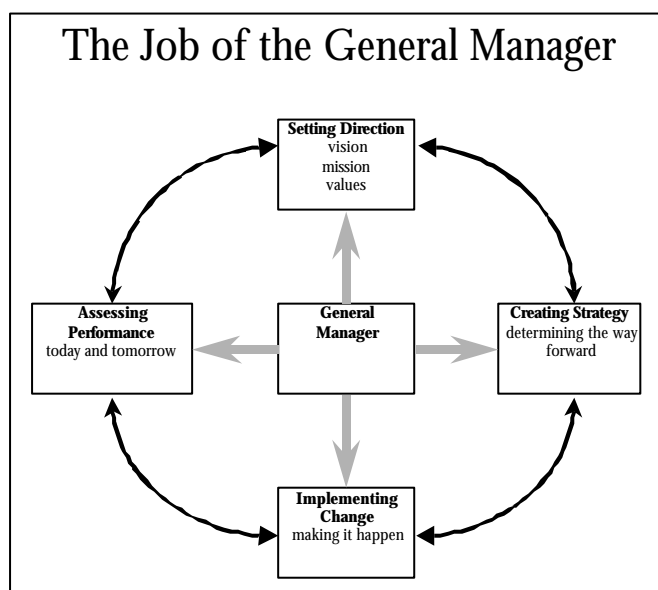 The Job of the General Manager
Setting Direction
vision
mission
values
Assessing
Performance
today and tomorrow
General
Manager
Creating Strategy
determining the way
forward
Implementing
Change
making it happen